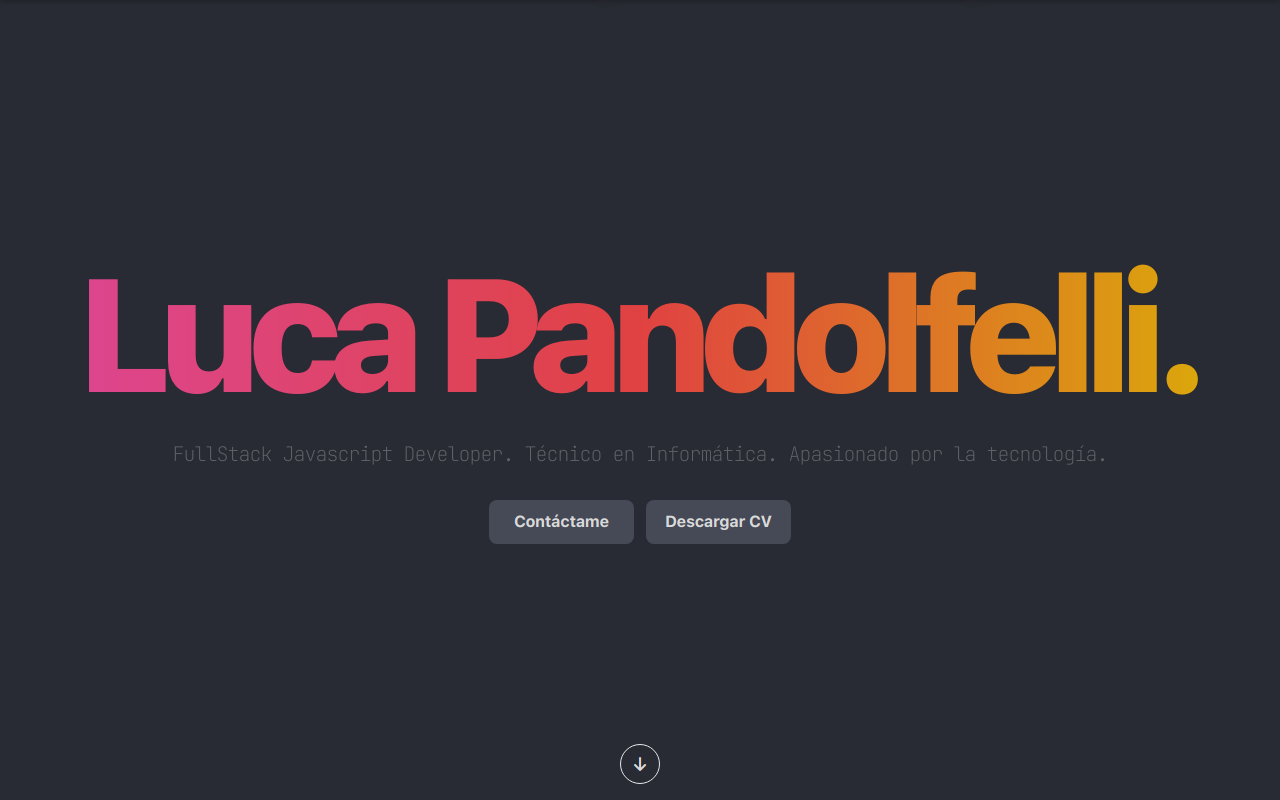 Luca Pandolfelli.
FullStack Javascript Developer. Técnico en Informática. Apasionado por la tecnología.
Contáctame
Descargar CV